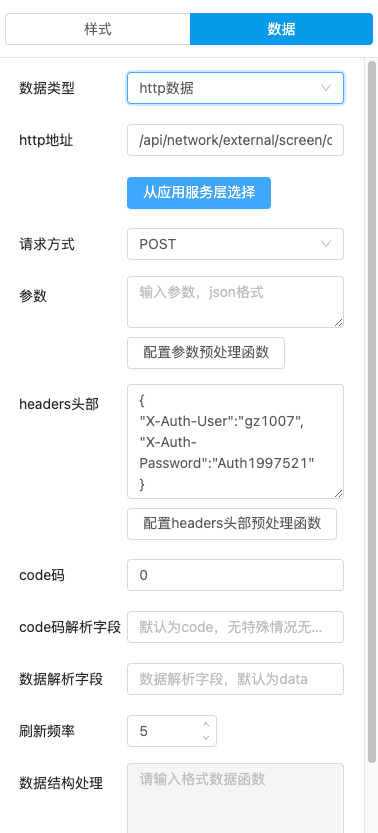 样式
数据
数据类型
http数据
http地址
/api/network/external/screen/c
从应用服务层选择
请求方式
POST
参数
输入参数，json格式
配置参数预处理函数
headers头部
{
"X-Auth-User":"gz1007",
"X-Auth-
Password":"Auth1997521"
}
配置headers头部预处理函数
code码
0
code码解析字段
默认为code，无特殊情况无...
数据解析字段
数据解析字段，默认为data
刷新频率
5
数据结构处理
请输入格式数据函数